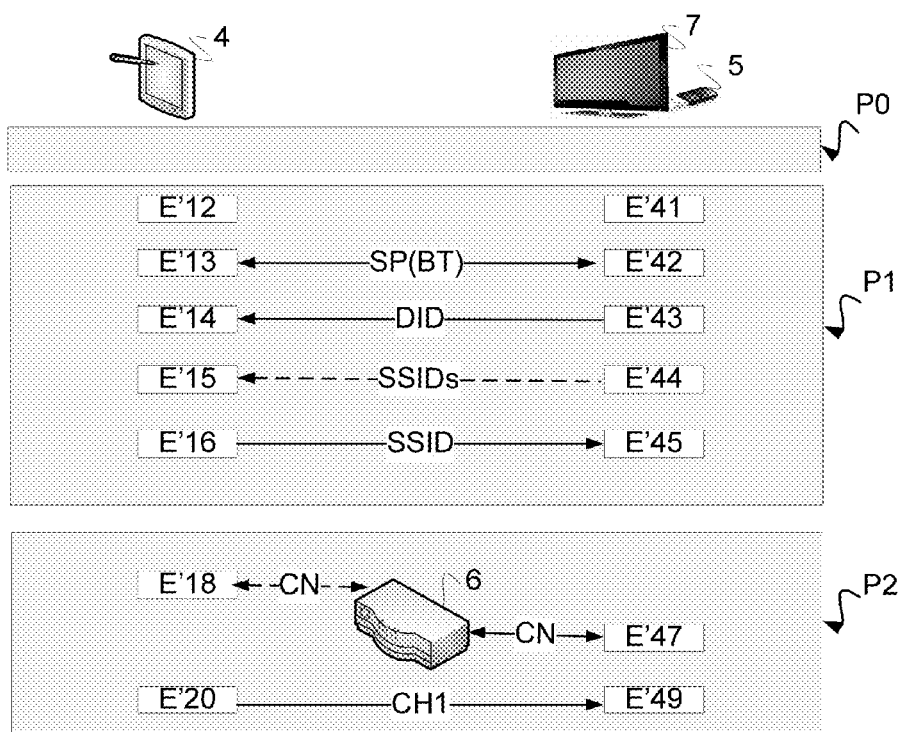 4
7
5
P0
E'12
E'41
E'13 SP(BT) E'42
E'14 DID E'43
P1
E'15 SSIDs E'44
E'16 SSID E'45
E'18 CN 6
P2
CN E'47
E'20 CH1 E'49